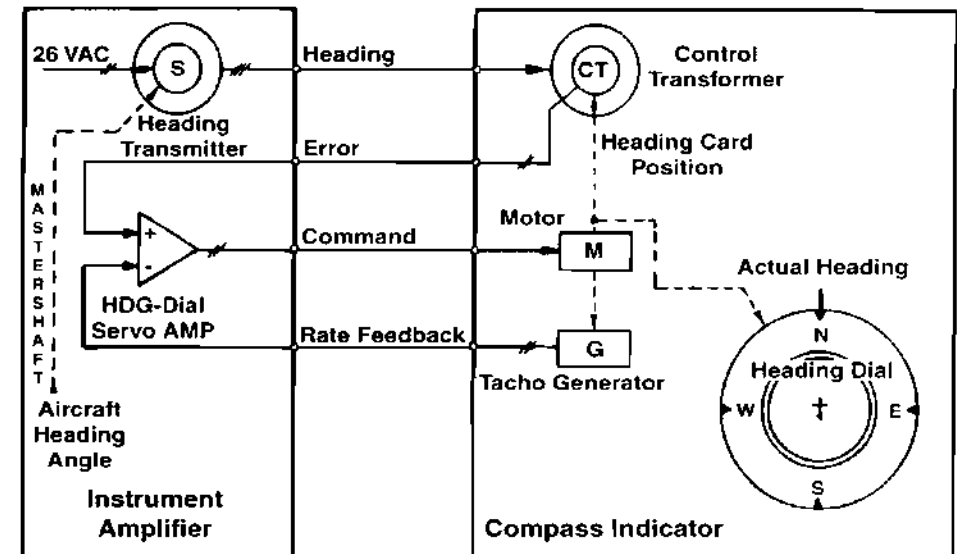 26 VAC
S
Heading
Transmitter
Heading
CT
Control
Transformer
Error
Heading Card
Position
MASTERSHAFT
+
-
HDG-Dial
Servo AMP
Command
Motor
M
Rate Feedback
G
Tacho Generator
Actual Heading
N
Heading Dial
W
E
S
Aircraft
Heading
Angle
Instrument
Amplifier
Compass Indicator